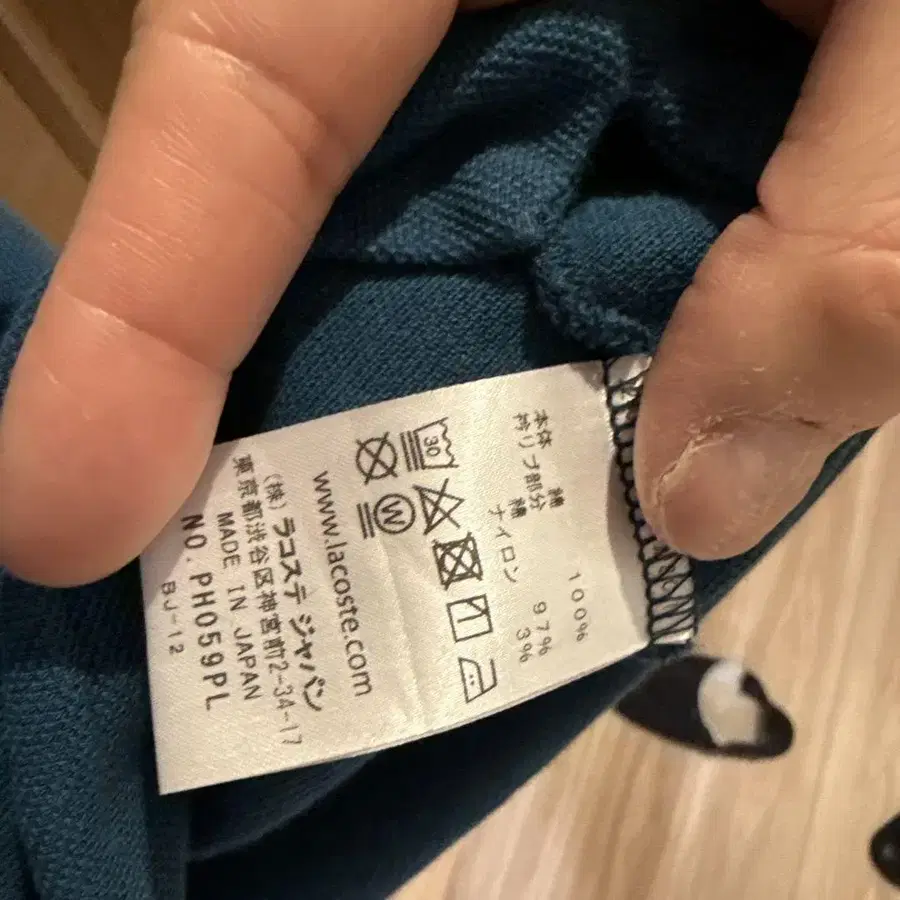 本体 綿 100%
衿リブ部分 綿 97%
ナイロン 3%
30
W
www.lacoste.com
(株) ラコステ ジャパン
東京都渋谷区神宮前2-34-17
MADE IN JAPAN
NO. PH059PL
BJ-12